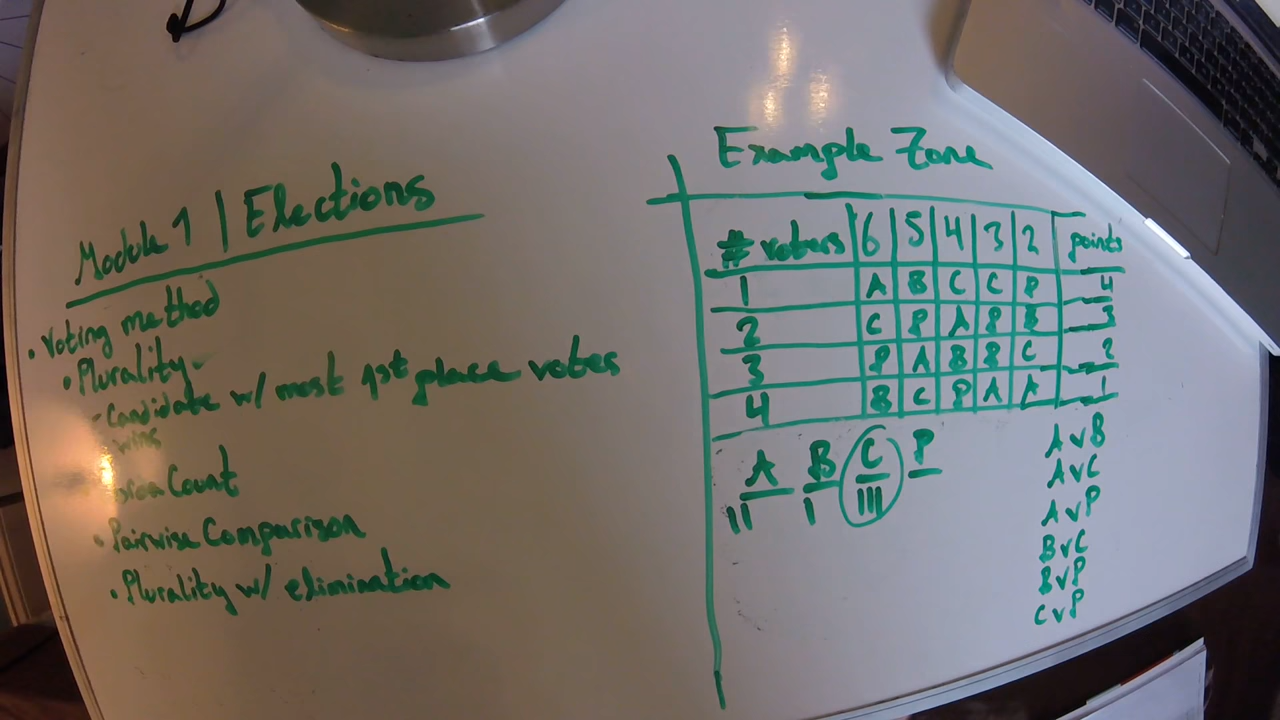 Module 1 | Elections
• Voting method
• Plurality
- Candidate w/ most 1st place votes
wins
Count
• Pairwise Comparison
• Plurality w/ elimination
Example Zone
# voters 6 5 4 3 2 points
1 A B C C P 4
2 C P A P B 3
3 P A B B C 2
4 B C P A A 1
A B C P
II I III
A v B
A v C
A v P
B v C
B v P
C v P